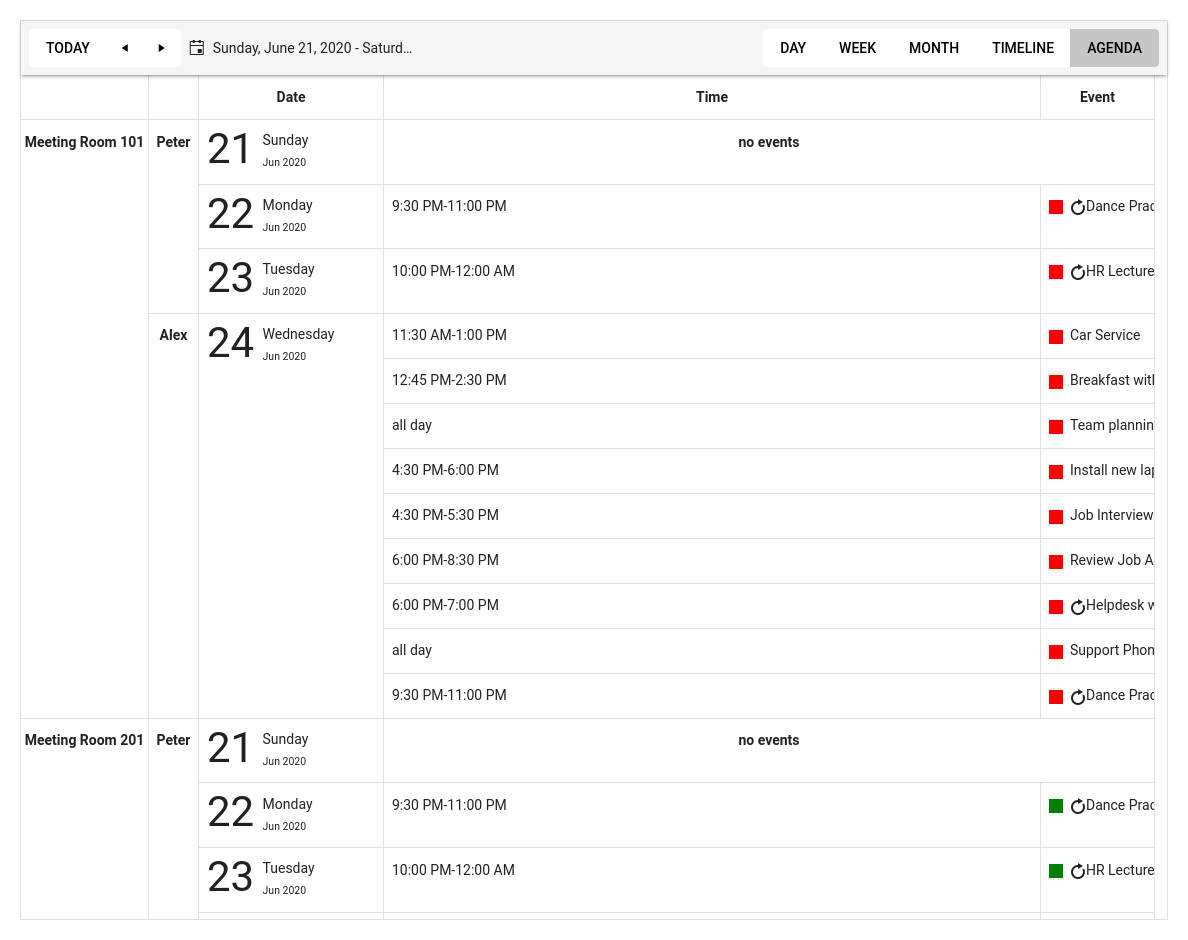 TODAY Sunday, June 21, 2020 - Saturd… DAY WEEK MONTH TIMELINE AGENDA
Date Time Event
Meeting Room 101 Peter 21 Sunday Jun 2020 no events
22 Monday Jun 2020 9:30 PM-11:00 PM Dance Prac
23 Tuesday Jun 2020 10:00 PM-12:00 AM HR Lecture
Alex 24 Wednesday Jun 2020 11:30 AM-1:00 PM Car Service
12:45 PM-2:30 PM Breakfast with
all day Team plannin
4:30 PM-6:00 PM Install new lap
4:30 PM-5:30 PM Job Interview
6:00 PM-8:30 PM Review Job A
6:00 PM-7:00 PM Helpdesk w
all day Support Phon
9:30 PM-11:00 PM Dance Prac
Meeting Room 201 Peter 21 Sunday Jun 2020 no events
22 Monday Jun 2020 9:30 PM-11:00 PM Dance Prac
23 Tuesday Jun 2020 10:00 PM-12:00 AM HR Lecture